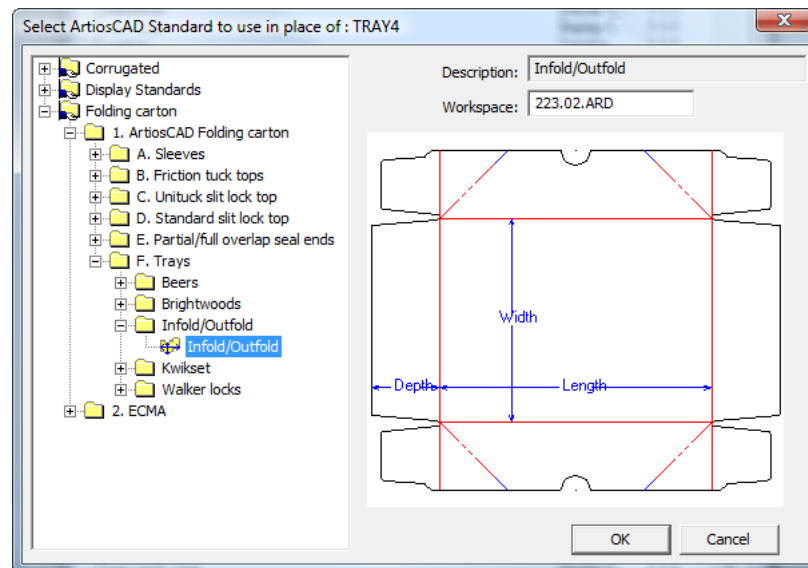 Select ArtiosCAD Standard to use in place of : TRAY4
Corrugated
Display Standards
Folding carton
1. ArtiosCAD Folding carton
A. Sleeves
B. Friction tuck tops
C. Unituck slit lock top
D. Standard slit lock top
E. Partial/full overlap seal ends
F. Trays
Beers
Brightwoods
Infold/Outfold
Infold/Outfold
Kwikset
Walker locks
2. ECMA
Description: Infold/Outfold
Workspace: 223.02.ARD
Width
Depth Length
OK Cancel